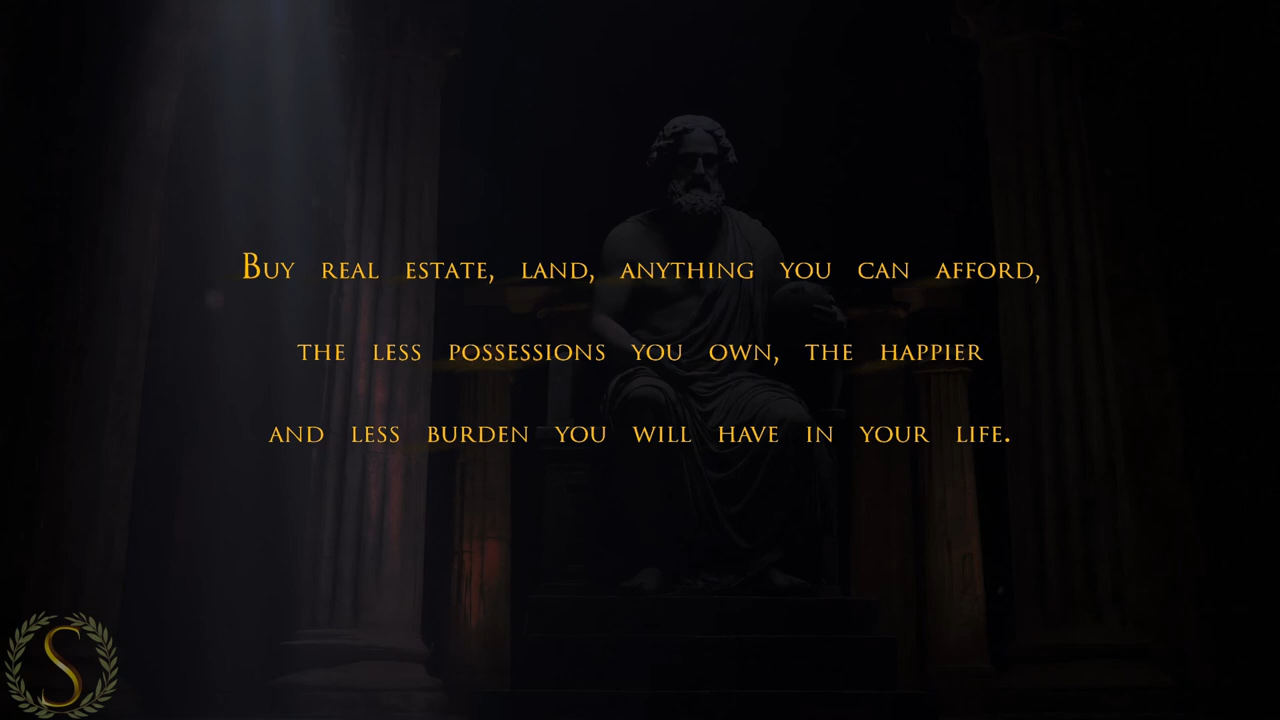 Buy real estate, land, anything you can afford,
the less possessions you own, the happier
and less burden you will have in your life.
S